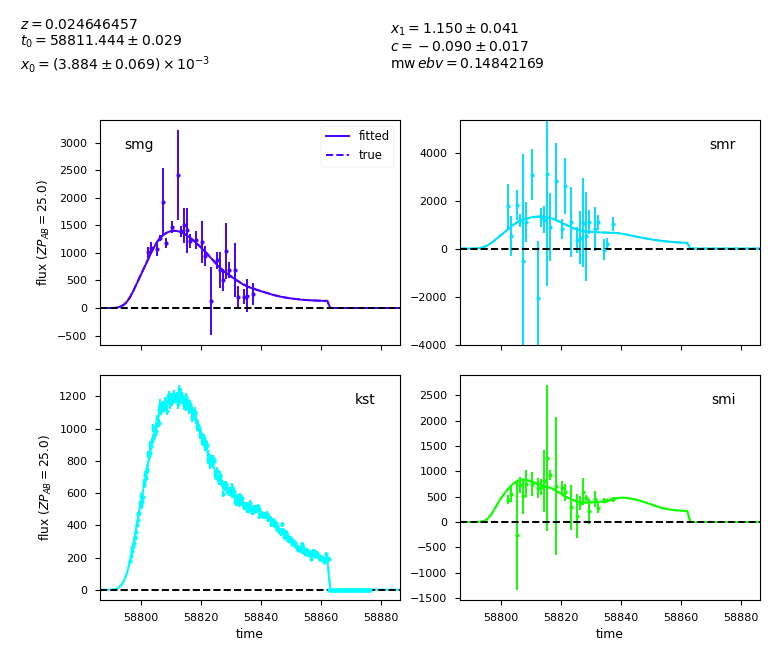 z = 0.024646457
t₀ = 58811.444 ± 0.029
x₀ = (3.884 ± 0.069) × 10⁻³
x₁ = 1.150 ± 0.041
c = −0.090 ± 0.017
mw ebv = 0.14842169
smg
fitted
true
3000
2500
2000
1500
1000
500
0
−500
flux (ZP_AB = 25.0)
smr
4000
2000
0
−2000
−4000
kst
1200
1000
800
600
400
200
0
flux (ZP_AB = 25.0)
58800 58820 58840 58860 58880
time
smi
2500
2000
1500
1000
500
0
−500
−1000
−1500
58800 58820 58840 58860 58880
time